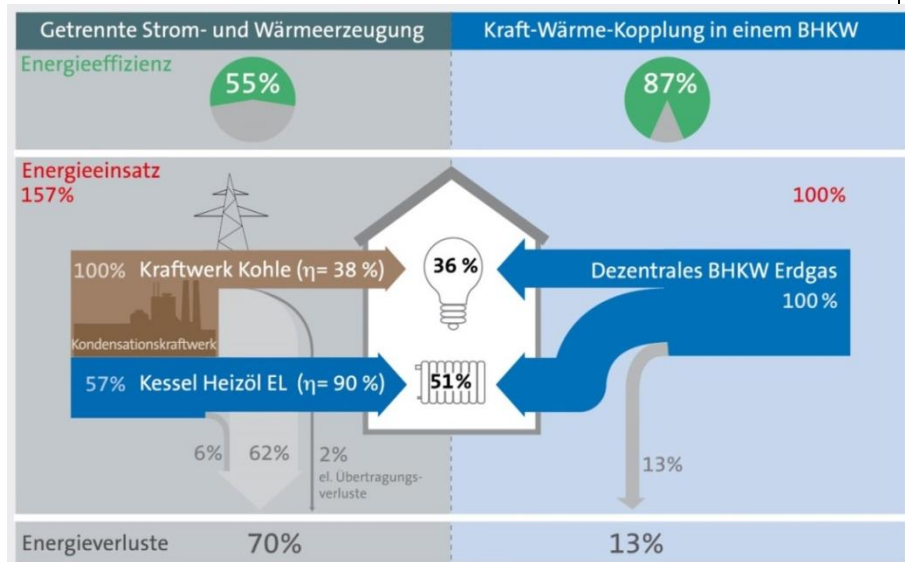 Getrennte Strom- und Wärmeerzeugung
Kraft-Wärme-Kopplung in einem BHKW
Energieeffizienz
55%
87%
Energieeinsatz
157%
100%
100% Kraftwerk Kohle (η= 38 %)
36 %
Dezentrales BHKW Erdgas
100 %
Kondensationskraftwerk
57% Kessel Heizöl EL (η= 90 %)
51%
6%
62%
2%
el. Übertragungs-
verluste
13%
Energieverluste
70%
13%